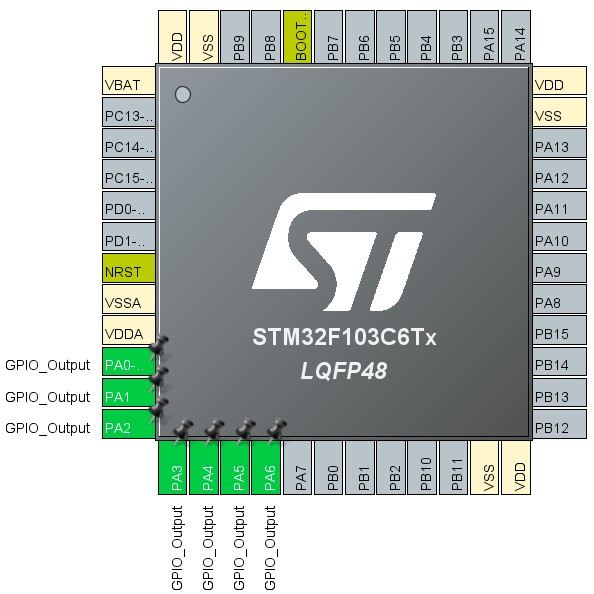 VDD
VSS
PB9
PB8
BOOT..
PB7
PB6
PB5
PB4
PB3
PA15
PA14
VBAT
PC13-..
PC14-..
PC15-..
PD0-..
PD1-..
NRST
VSSA
VDDA
GPIO_Output PA0-..
GPIO_Output PA1
GPIO_Output PA2
STM32F103C6Tx
LQFP48
VDD
VSS
PA13
PA12
PA11
PA10
PA9
PA8
PB15
PB14
PB13
PB12
PA3
PA4
PA5
PA6
PA7
PB0
PB1
PB2
PB10
PB11
VSS
VDD
GPIO_Output
GPIO_Output
GPIO_Output
GPIO_Output